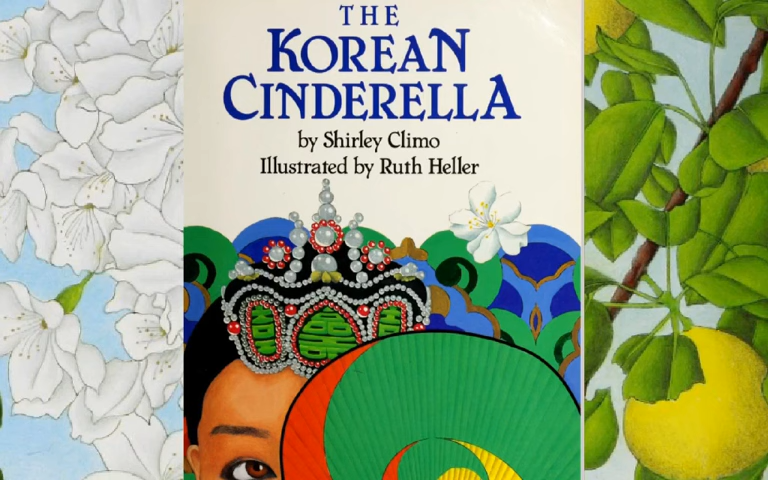 THE
KOREAN
CINDERELLA
by Shirley Climo
Illustrated by Ruth Heller